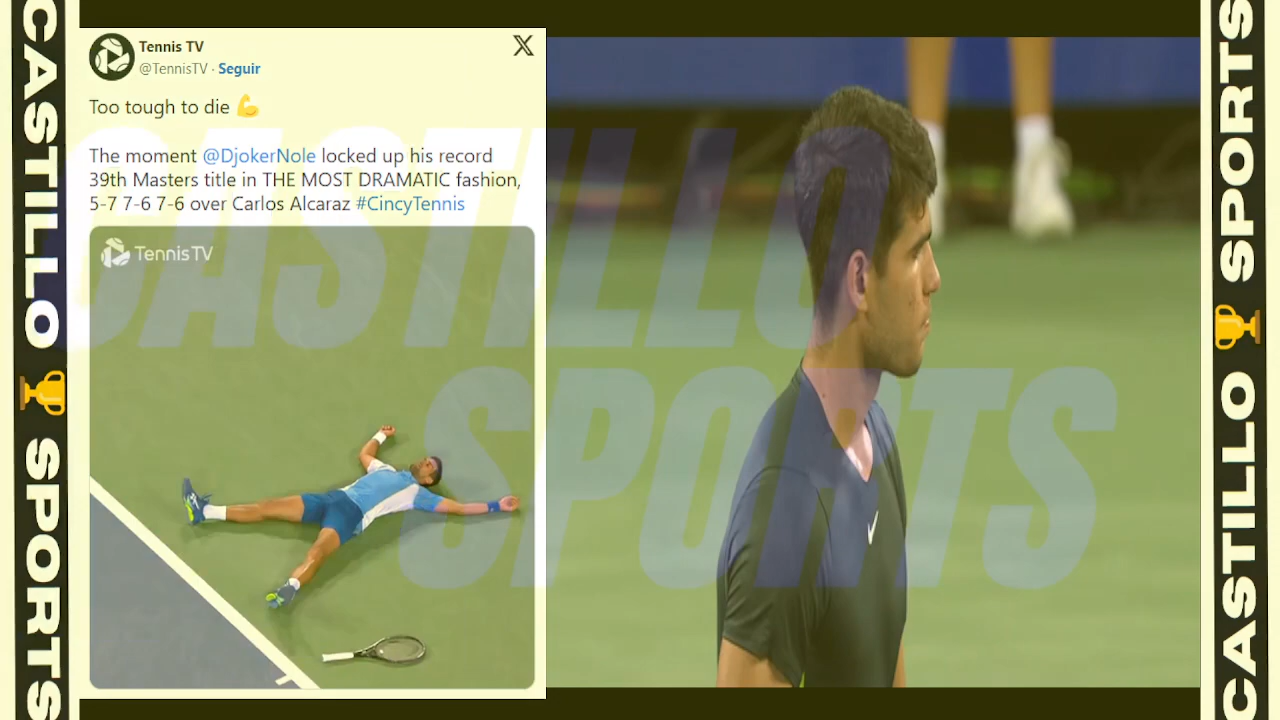 CASTILLO SPORTS
Tennis TV
@TennisTV · Seguir
Too tough to die 💪
The moment @DjokerNole locked up his record
39th Masters title in THE MOST DRAMATIC fashion,
5-7 7-6 7-6 over Carlos Alcaraz #CincyTennis
TennisTV
CASTILLO
SPORTS
CASTILLO SPORTS